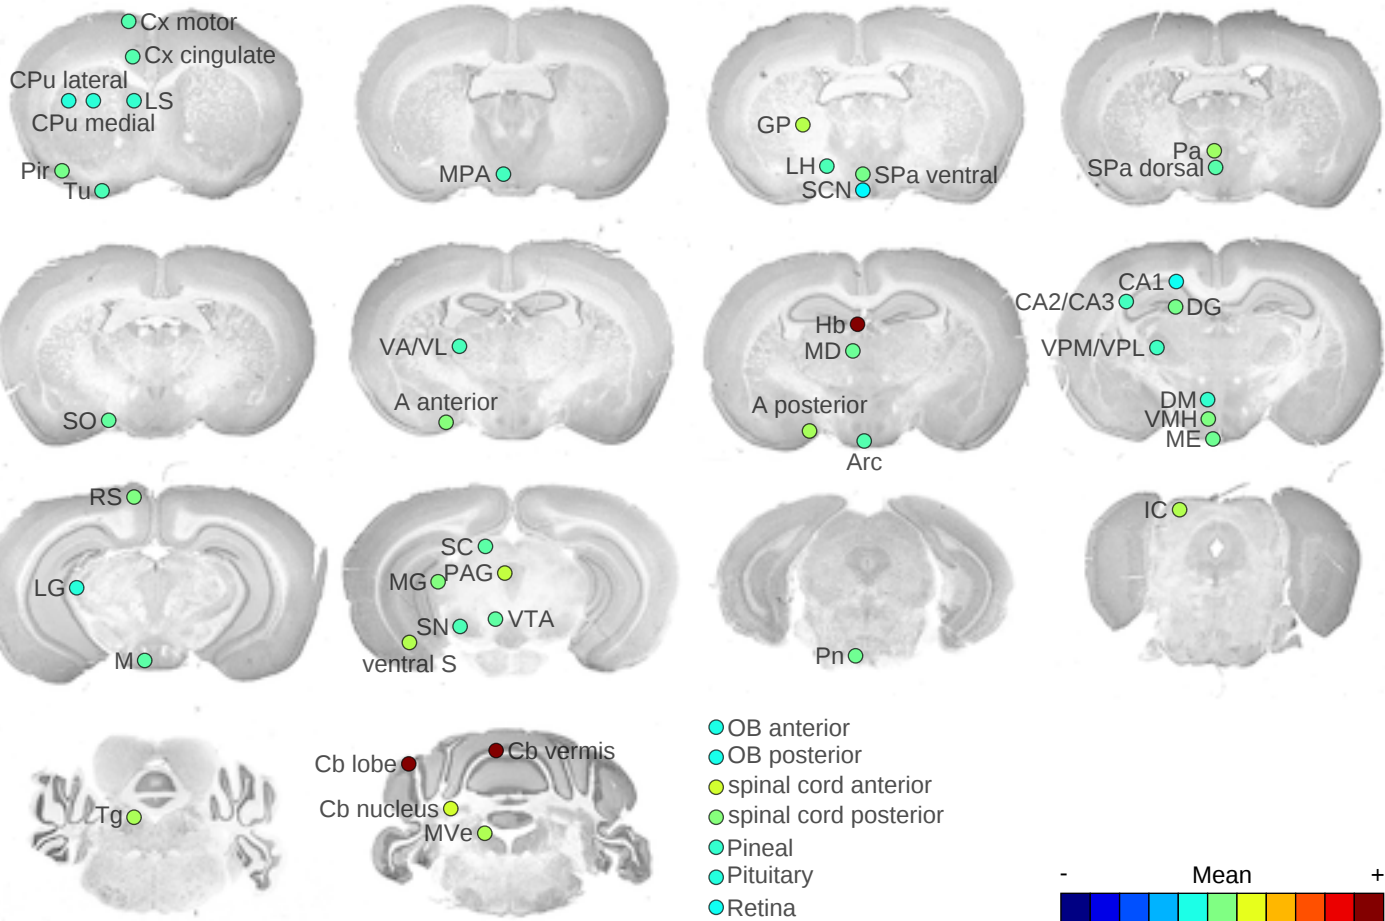 Cx motor
Cx cingulate
CPu lateral
LS
CPu medial
Pir
Tu
MPA
GP
LH
SPa ventral
SCN
Pa
SPa dorsal
SO
VA/VL
A anterior
Hb
MD
A posterior
Arc
CA1
CA2/CA3
DG
VPM/VPL
DM
VMH
ME
RS
LG
M
SC
PAG
MG
VTA
SN
ventral S
Pn
IC
Tg
Cb lobe
Cb vermis
Cb nucleus
MVe
OB anterior
OB posterior
spinal cord anterior
spinal cord posterior
Pineal
Pituitary
Retina
- Mean +